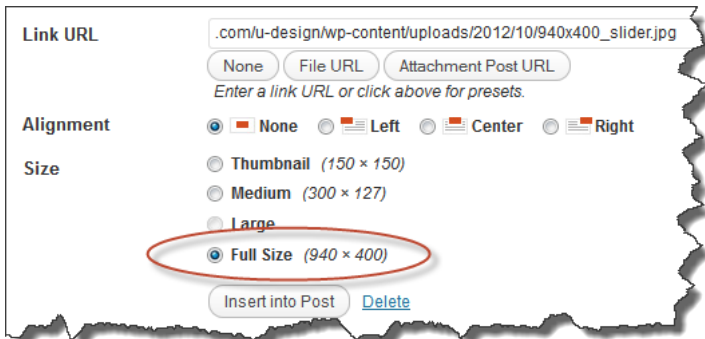 Link URL .com/u-design/wp-content/uploads/2012/10/940x400_slider.jpg
None File URL Attachment Post URL
Enter a link URL or click above for presets.
Alignment None Left Center Right
Size Thumbnail (150 × 150)
Medium (300 × 127)
Large
Full Size (940 × 400)
Insert into Post Delete